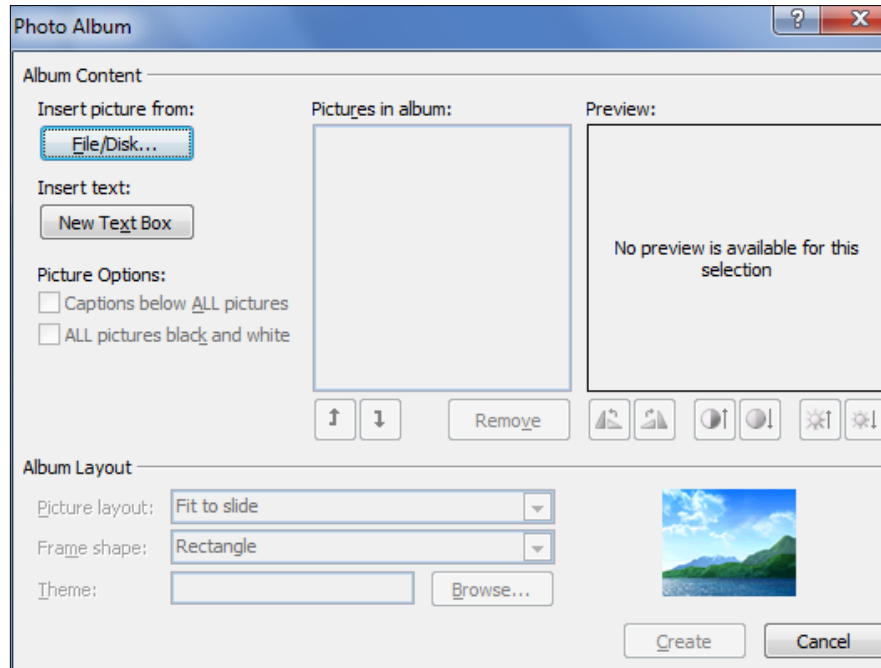 Photo Album
Album Content
Insert picture from:
Pictures in album:
Preview:
File/Disk...
Insert text:
New Text Box
No preview is available for this
selection
Picture Options:
Captions below ALL pictures
ALL pictures black and white
Remove
Album Layout
Picture layout:
Fit to slide
Frame shape:
Rectangle
Theme:
Browse...
Create
Cancel